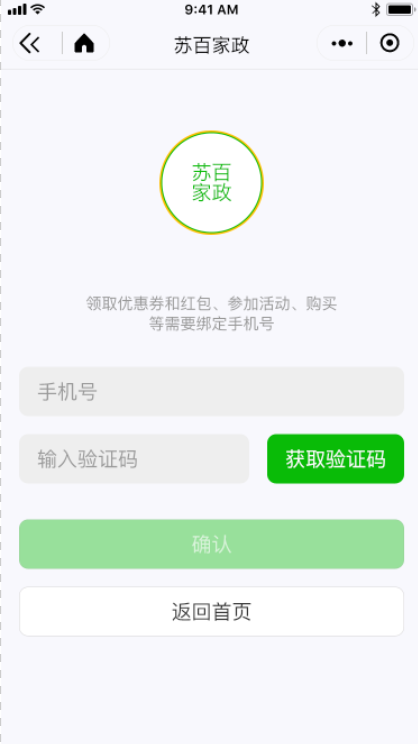 9:41 AM
苏百家政
苏百
家政
领取优惠券和红包、参加活动、购买
等需要绑定手机号
手机号
输入验证码
获取验证码
确认
返回首页